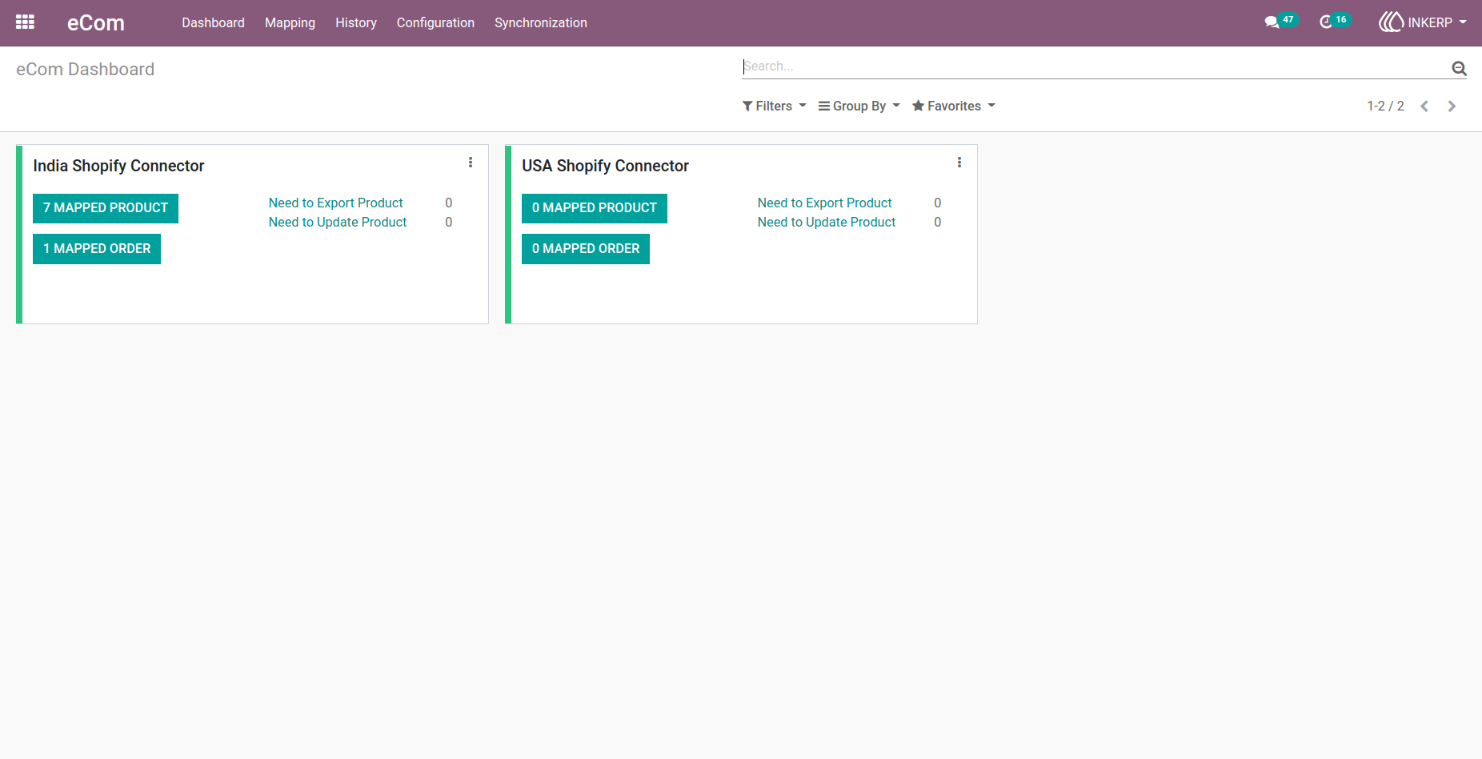 eCom Dashboard Mapping History Configuration Synchronization 47 16 INKERP
eCom Dashboard
Search...
Filters Group By Favorites 1-2 / 2
India Shopify Connector
7 MAPPED PRODUCT
Need to Export Product 0
Need to Update Product 0
1 MAPPED ORDER
USA Shopify Connector
0 MAPPED PRODUCT
Need to Export Product 0
Need to Update Product 0
0 MAPPED ORDER